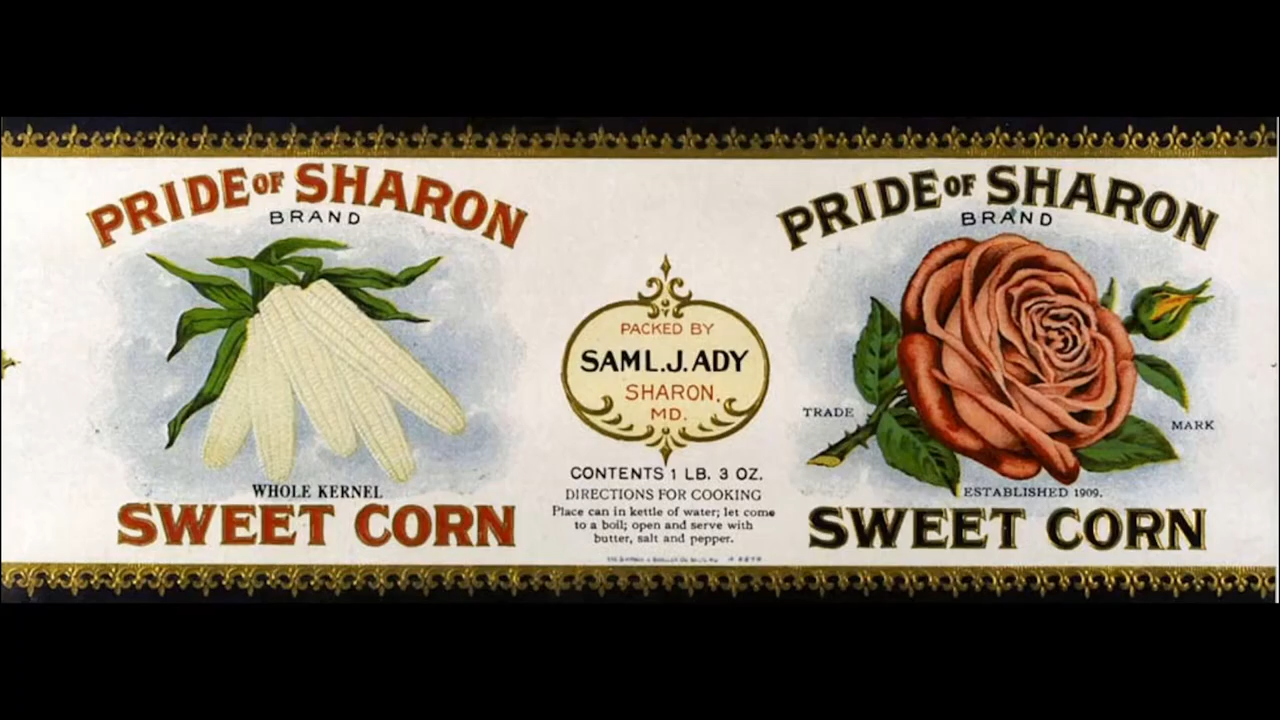 PRIDE OF SHARON
BRAND
WHOLE KERNEL
SWEET CORN
PACKED BY
SAML. J. ADY
SHARON,
MD.
CONTENTS 1 LB. 3 OZ.
DIRECTIONS FOR COOKING
Place can in kettle of water; let come
to a boil; open and serve with
butter, salt and pepper.
PRIDE OF SHARON
BRAND
TRADE MARK
ESTABLISHED 1909.
SWEET CORN